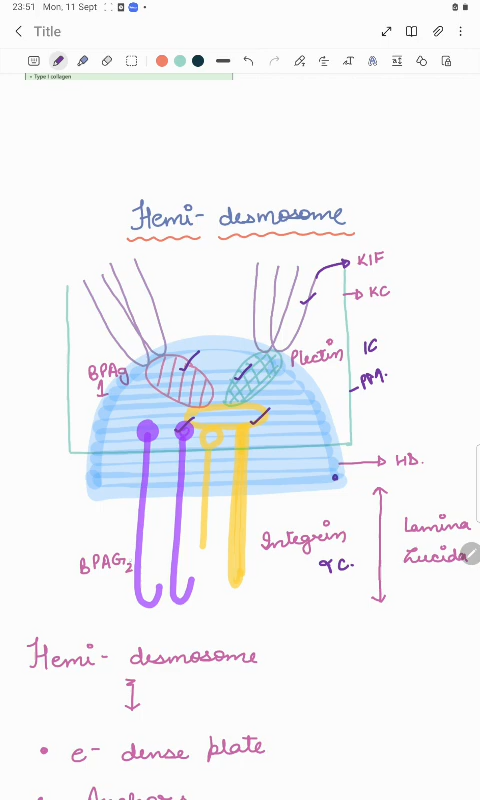 23:51 Mon, 11 Sept
Title
• Type I collagen
Hemi- desmosome
KIF
KC
BPAg
1
Plectin
IC
PM.
HD.
Integrin
Lamina
Lucida
BPAG2
Hemi- desmosome
• e- dense plate
• Anchors